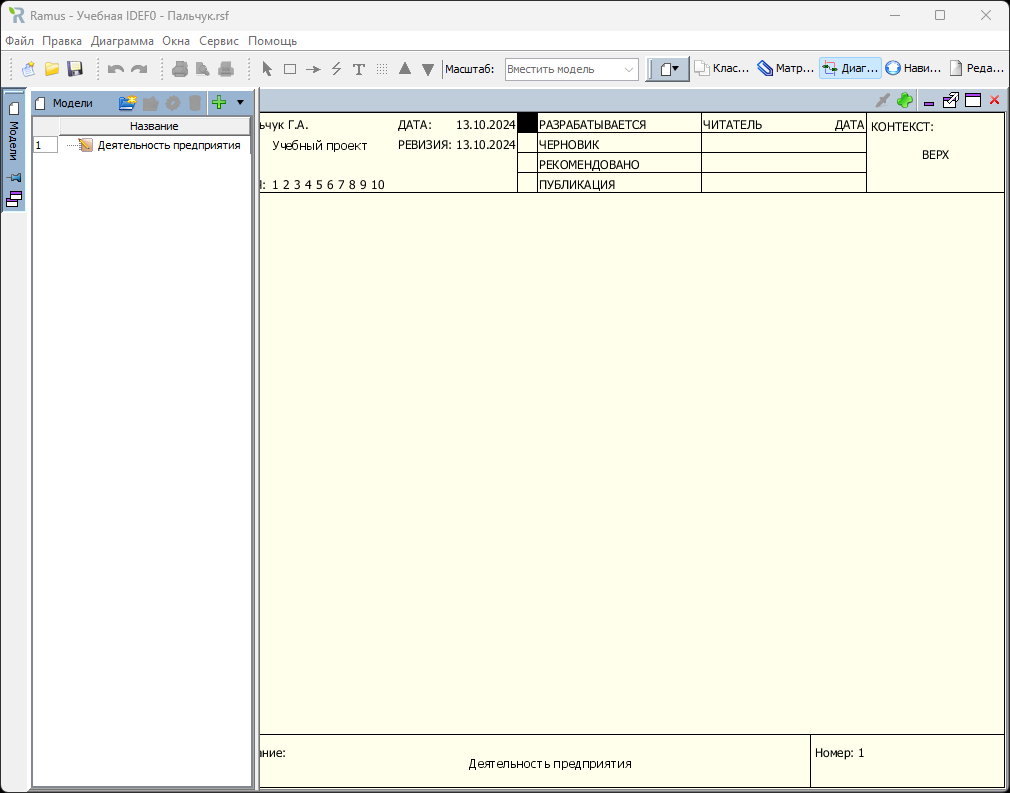 Ramus - Учебная IDEF0 - Пальчук.rsf
Файл Правка Диаграмма Окна Сервис Помощь
Масштаб: Вместить модель Клас... Матр... Диаг... Нави... Реда...
Модели
Модели
Название
1 Деятельность предприятия
ьчук Г.А. ДАТА: 13.10.2024 РАЗРАБАТЫВАЕТСЯ ЧИТАТЕЛЬ ДАТА КОНТЕКСТ:
Учебный проект РЕВИЗИЯ: 13.10.2024 ЧЕРНОВИК
ВЕРХ
РЕКОМЕНДОВАНО
: 1 2 3 4 5 6 7 8 9 10 ПУБЛИКАЦИЯ
ание: Номер: 1
Деятельность предприятия